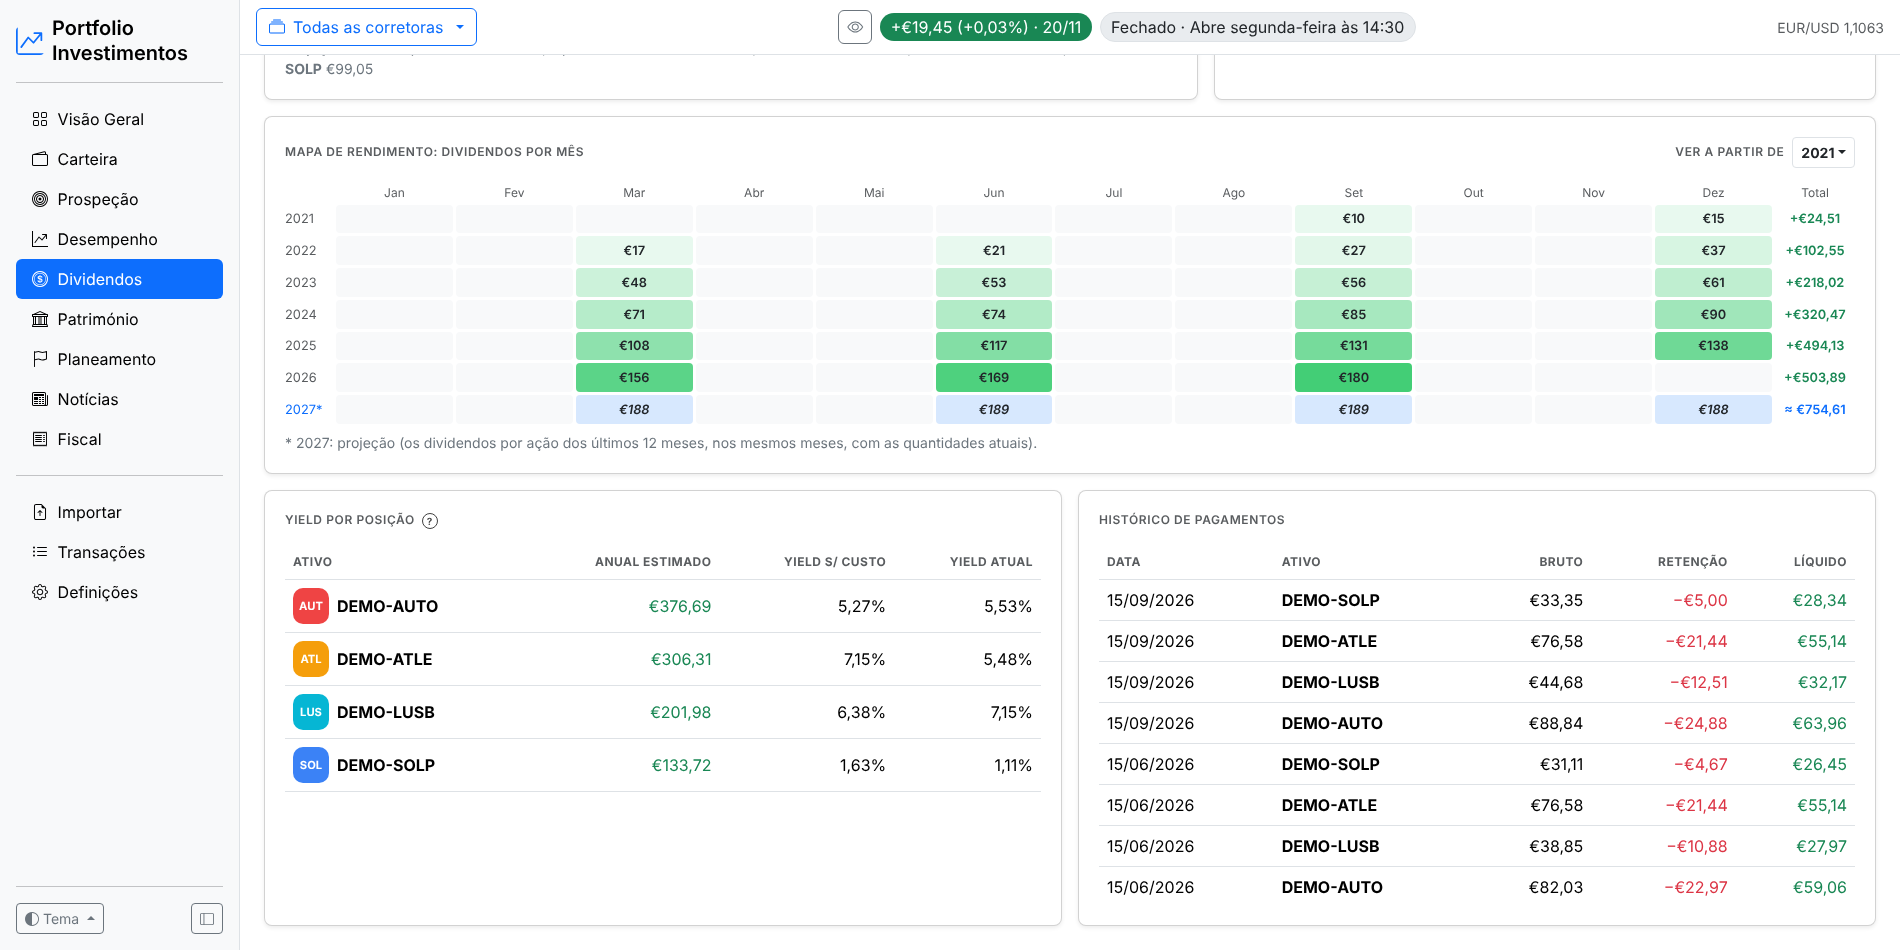 Portfolio
Investimentos
Visão Geral
Carteira
Prospeção
Desempenho
Dividendos
Património
Planeamento
Notícias
Fiscal
Importar
Transações
Definições
Tema
Todas as corretoras
+€19,45 (+0,03%) · 20/11
Fechado · Abre segunda-feira às 14:30
EUR/USD 1,1063
SOLP €99,05
MAPA DE RENDIMENTO: DIVIDENDOS POR MÊS
VER A PARTIR DE 2021
Jan Fev Mar Abr Mai Jun Jul Ago Set Out Nov Dez Total
2021 €10 €15 +€24,51
2022 €17 €21 €27 €37 +€102,55
2023 €48 €53 €56 €61 +€218,02
2024 €71 €74 €85 €90 +€320,47
2025 €108 €117 €131 €138 +€494,13
2026 €156 €169 €180 +€503,89
2027* €188 €189 €189 €188 ≈ €754,61
* 2027: projeção (os dividendos por ação dos últimos 12 meses, nos mesmos meses, com as quantidades atuais).
YIELD POR POSIÇÃO ?
ATIVO ANUAL ESTIMADO YIELD S/ CUSTO YIELD ATUAL
AUT DEMO-AUTO €376,69 5,27% 5,53%
ATL DEMO-ATLE €306,31 7,15% 5,48%
LUS DEMO-LUSB €201,98 6,38% 7,15%
SOL DEMO-SOLP €133,72 1,63% 1,11%
HISTÓRICO DE PAGAMENTOS
DATA ATIVO BRUTO RETENÇÃO LÍQUIDO
15/09/2026 DEMO-SOLP €33,35 −€5,00 €28,34
15/09/2026 DEMO-ATLE €76,58 −€21,44 €55,14
15/09/2026 DEMO-LUSB €44,68 −€12,51 €32,17
15/09/2026 DEMO-AUTO €88,84 −€24,88 €63,96
15/06/2026 DEMO-SOLP €31,11 −€4,67 €26,45
15/06/2026 DEMO-ATLE €76,58 −€21,44 €55,14
15/06/2026 DEMO-LUSB €38,85 −€10,88 €27,97
15/06/2026 DEMO-AUTO €82,03 −€22,97 €59,06